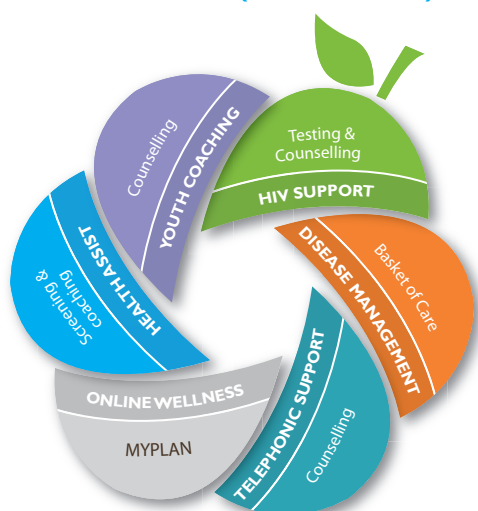 Testing &
Counselling
HIV SUPPORT
Basket of Care
DISEASE MANAGEMENT
Counselling
TELEPHONIC SUPPORT
ONLINE WELLNESS
MYPLAN
HEALTH ASSIST
Screening &
coaching
Counselling
YOUTH COACHING